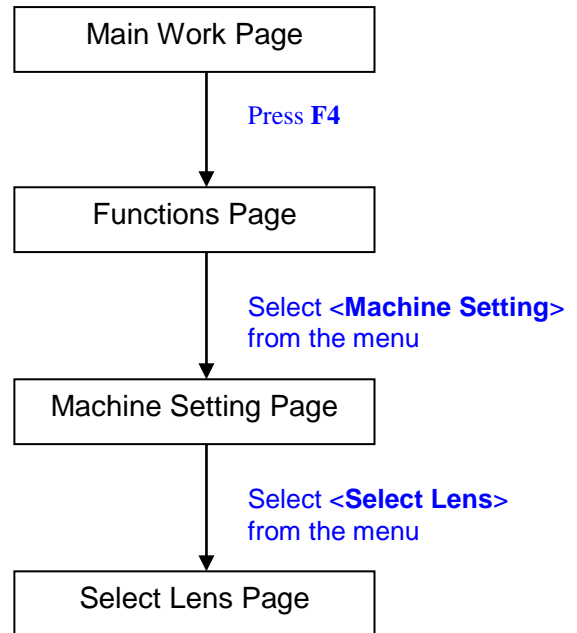 Main Work Page
Press F4
Functions Page
Select <Machine Setting>
from the menu
Machine Setting Page
Select <Select Lens>
from the menu
Select Lens Page